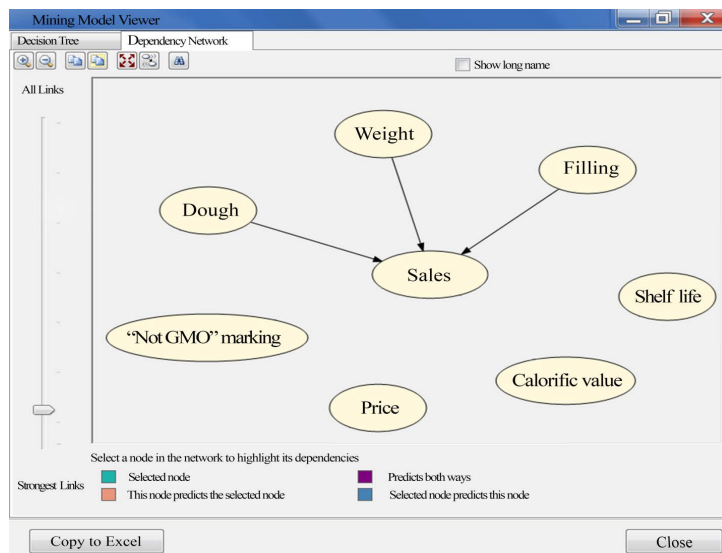 Mining Model Viewer
Decision Tree
Dependency Network
Show long name
All Links
Weight
Filling
Dough
Sales
Shelf life
“Not GMO” marking
Calorific value
Price
Select a node in the network to highlight its dependencies
Strongest Links
Selected node
Predicts both ways
This node predicts the selected node
Selected node predicts this node
Copy to Excel
Close